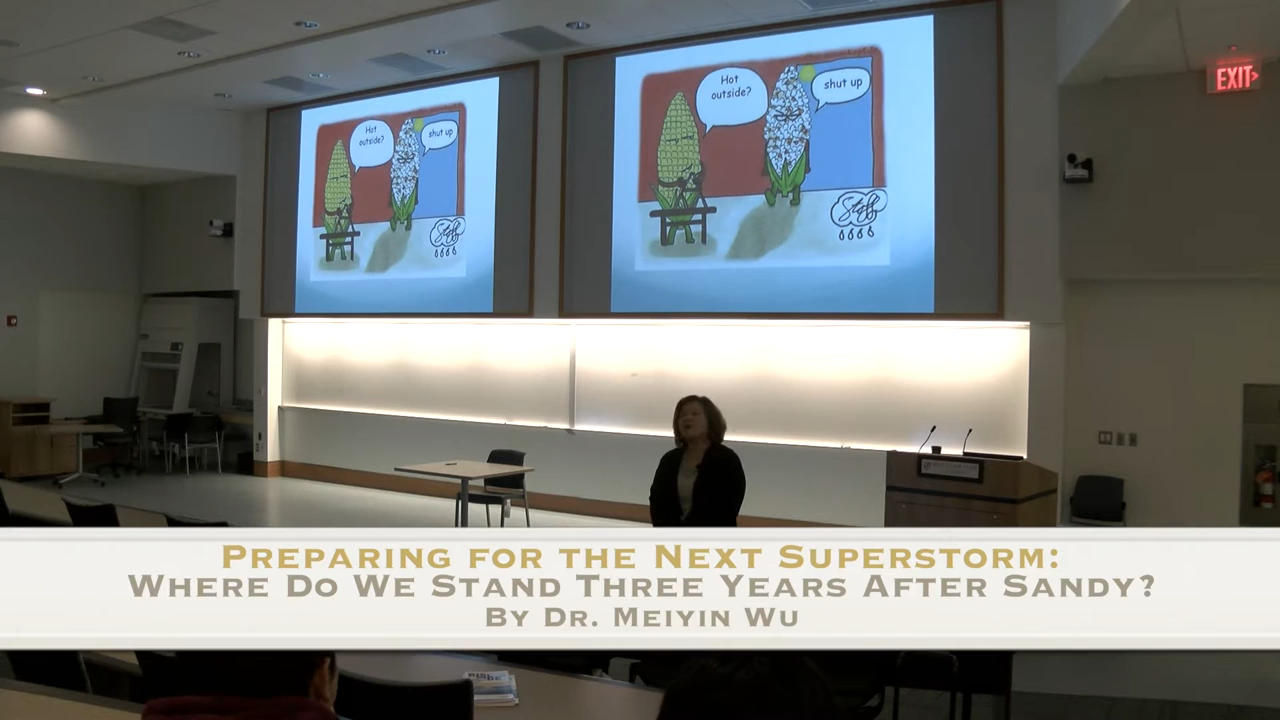 Hot
outside?
shut up
Hot
outside?
shut up
EXIT
PREPARING FOR THE NEXT SUPERSTORM:
WHERE DO WE STAND THREE YEARS AFTER SANDY?
BY DR. MEIYIN WU